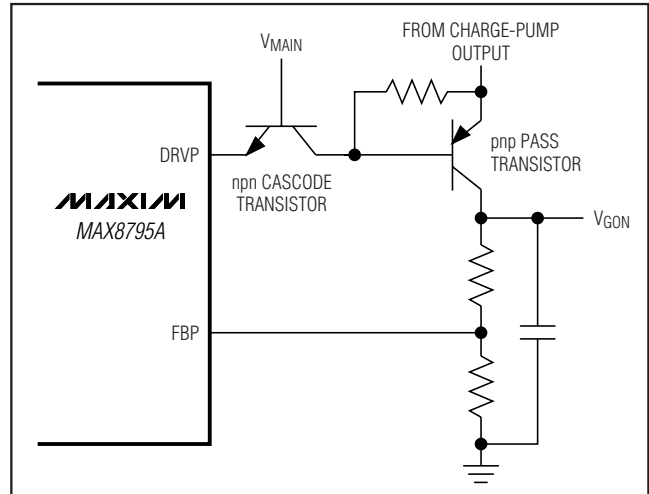 FROM CHARGE-PUMP
OUTPUT
VMAIN
DRVP
npn CASCODE
TRANSISTOR
pnp PASS
TRANSISTOR
MAXIM
MAX8795A
VGON
FBP